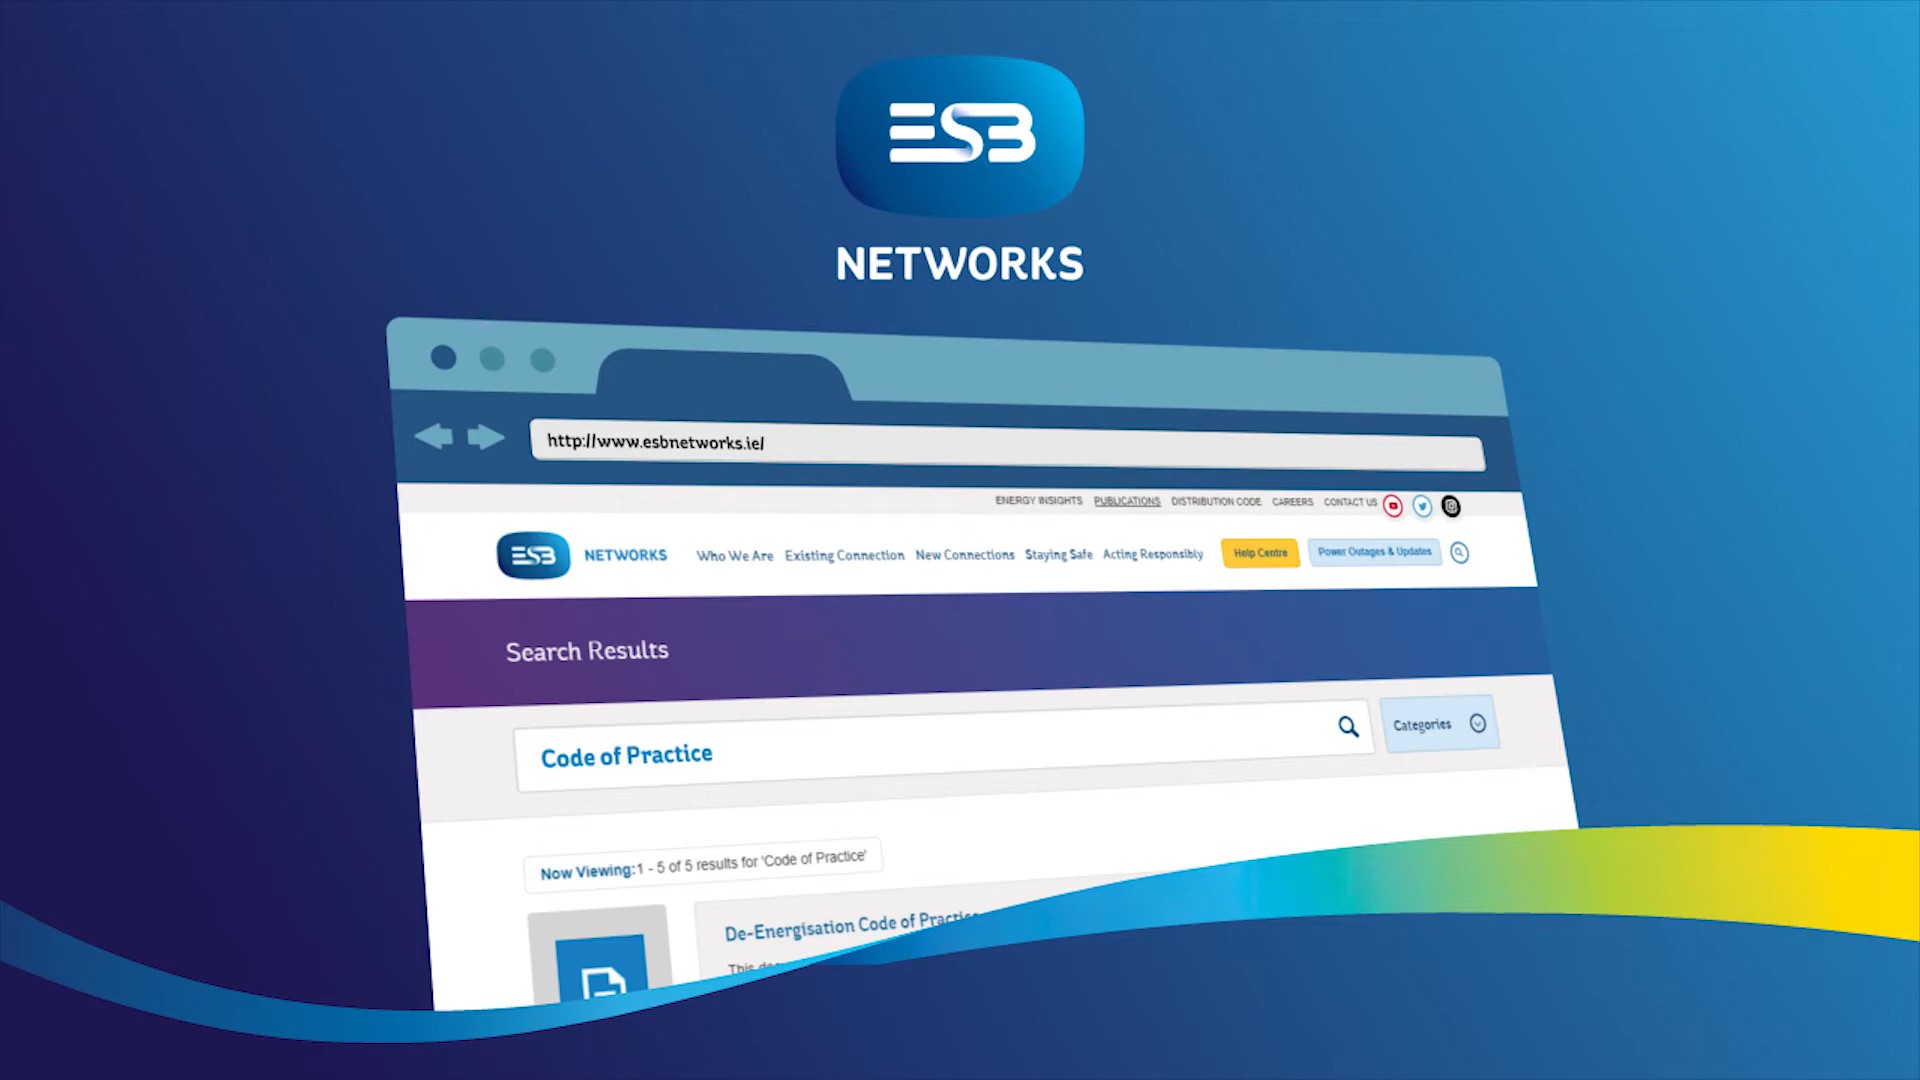 ESB
NETWORKS
http://www.esbnetworks.ie/
ENERGY INSIGHTS PUBLICATIONS DISTRIBUTION CODE CAREERS CONTACT US
ESB NETWORKS Who We Are Existing Connection New Connections Staying Safe Acting Responsibly Help Centre Power Outages & Updates
Search Results
Code of Practice Categories
Now Viewing:1 - 5 of 5 results for 'Code of Practice'
De-Energisation Code of Practice
This